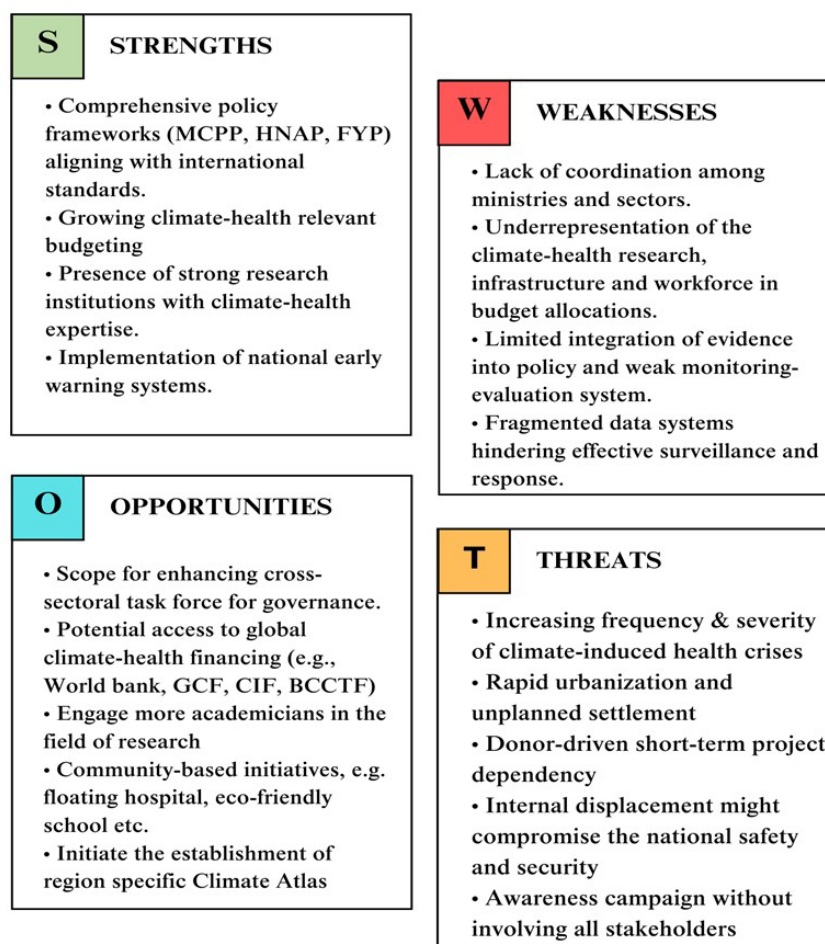 S STRENGTHS
• Comprehensive policy
frameworks (MCPP, HNAP, FYP)
aligning with international
standards.
• Growing climate-health relevant
budgeting
• Presence of strong research
institutions with climate-health
expertise.
• Implementation of national early
warning systems.
W WEAKNESSES
• Lack of coordination among
ministries and sectors.
• Underrepresentation of the
climate-health research,
infrastructure and workforce in
budget allocations.
• Limited integration of evidence
into policy and weak monitoring-
evaluation system.
• Fragmented data systems
hindering effective surveillance and
response.
O OPPORTUNITIES
• Scope for enhancing cross-
sectoral task force for governance.
• Potential access to global
climate-health financing (e.g.,
World bank, GCF, CIF, BCCTF)
• Engage more academicians in the
field of research
• Community-based initiatives, e.g.
floating hospital, eco-friendly
school etc.
• Initiate the establishment of
region specific Climate Atlas
T THREATS
• Increasing frequency & severity
of climate-induced health crises
• Rapid urbanization and
unplanned settlement
• Donor-driven short-term project
dependency
• Internal displacement might
compromise the national safety
and security
• Awareness campaign without
involving all stakeholders